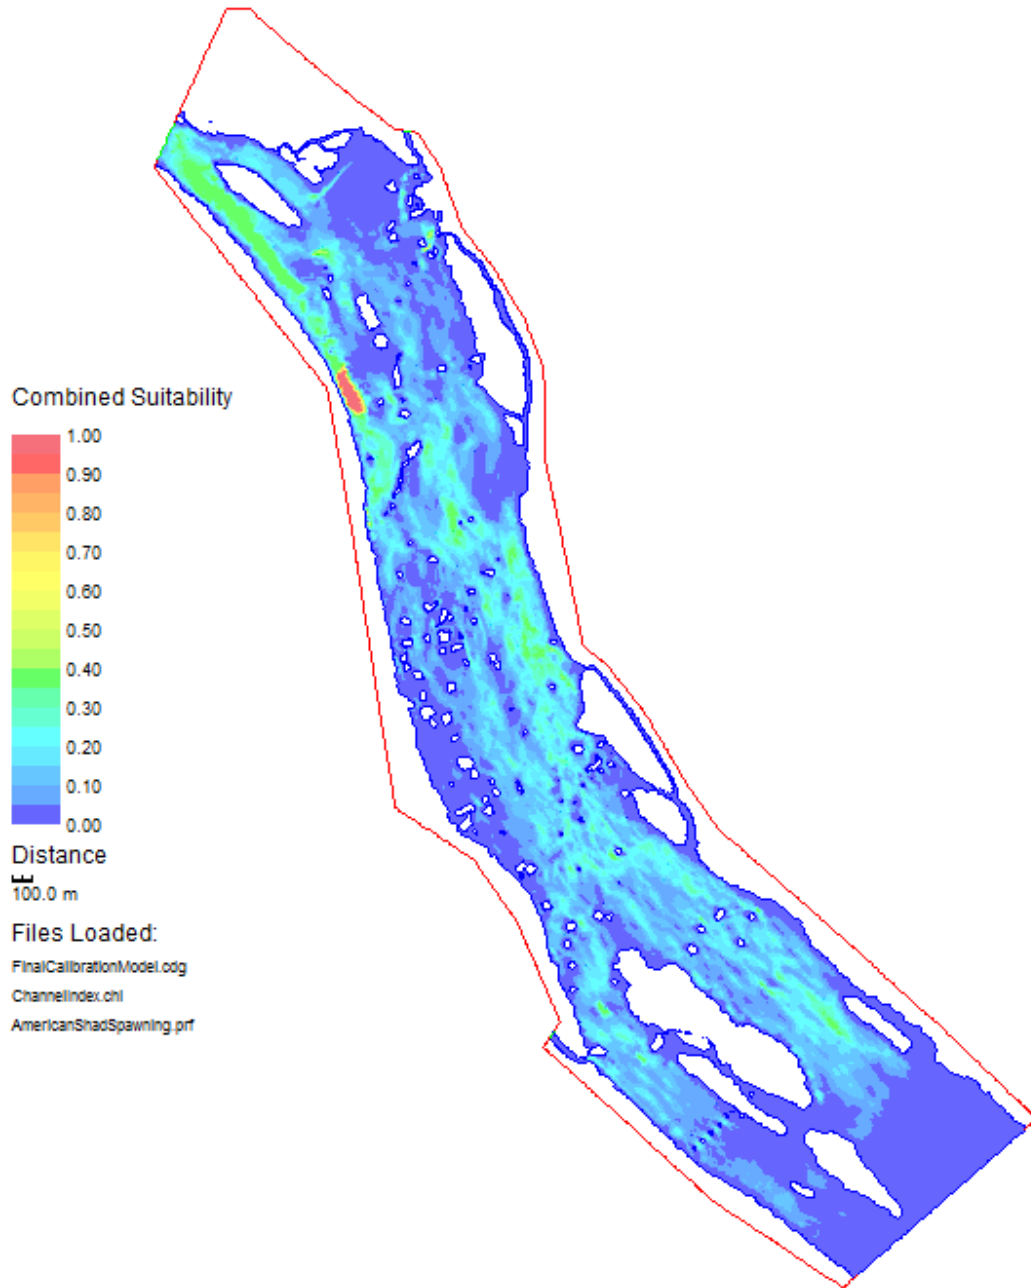 Combined Suitability
1.00
0.90
0.80
0.70
0.60
0.50
0.40
0.30
0.20
0.10
0.00
Distance
100.0 m
Files Loaded:
FinalCalibrationModel.cdg
ChannelIndex.chi
AmericanShadSpawning.prf